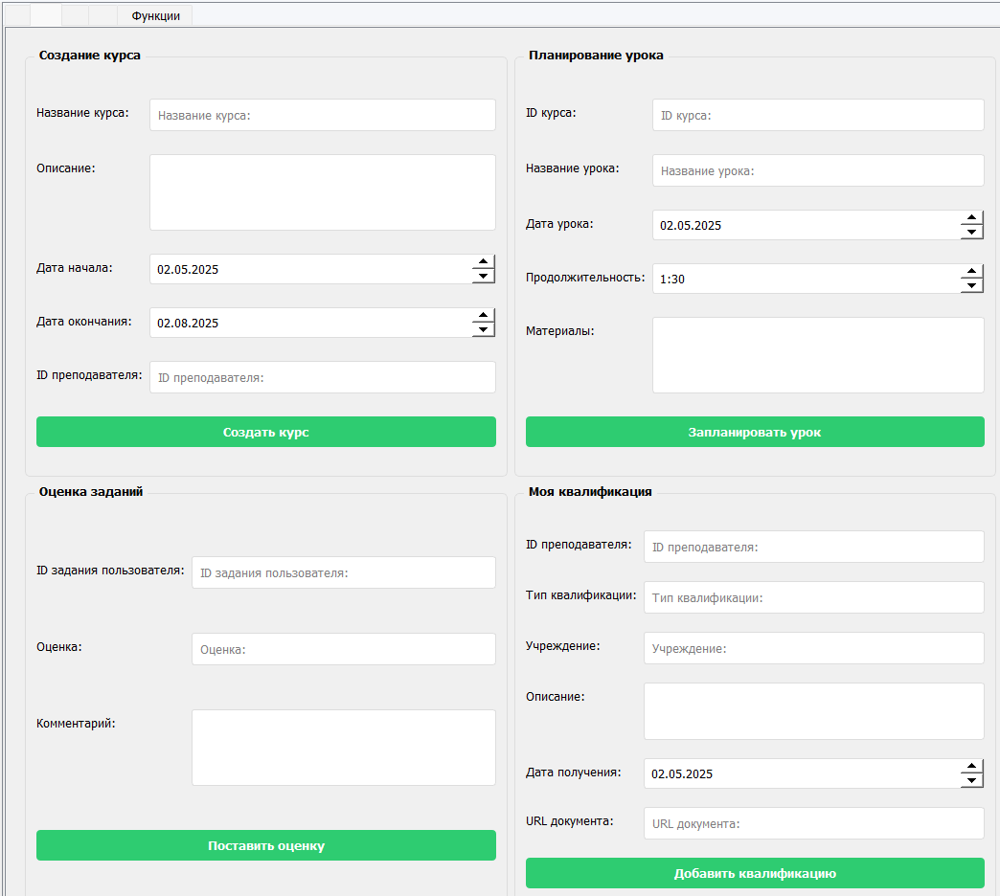 Функции
Создание курса
Название курса: Название курса:
Описание:
Дата начала: 02.05.2025
Дата окончания: 02.08.2025
ID преподавателя: ID преподавателя:
Создать курс
Планирование урока
ID курса: ID курса:
Название урока: Название урока:
Дата урока: 02.05.2025
Продолжительность: 1:30
Материалы:
Запланировать урок
Оценка заданий
ID задания пользователя: ID задания пользователя:
Оценка: Оценка:
Комментарий:
Поставить оценку
Моя квалификация
ID преподавателя: ID преподавателя:
Тип квалификации: Тип квалификации:
Учреждение: Учреждение:
Описание:
Дата получения: 02.05.2025
URL документа: URL документа:
Добавить квалификацию